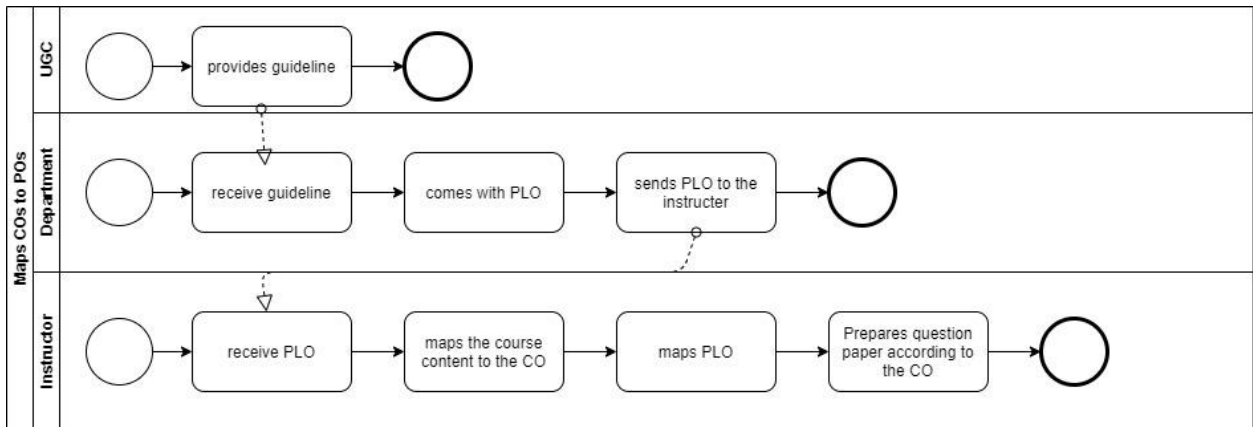 Maps COs to POs
UGC
provides guideline
Department
receive guideline
comes with PLO
sends PLO to the
instructer
Instructor
receive PLO
maps the course
content to the CO
maps PLO
Prepares question
paper according to
the CO